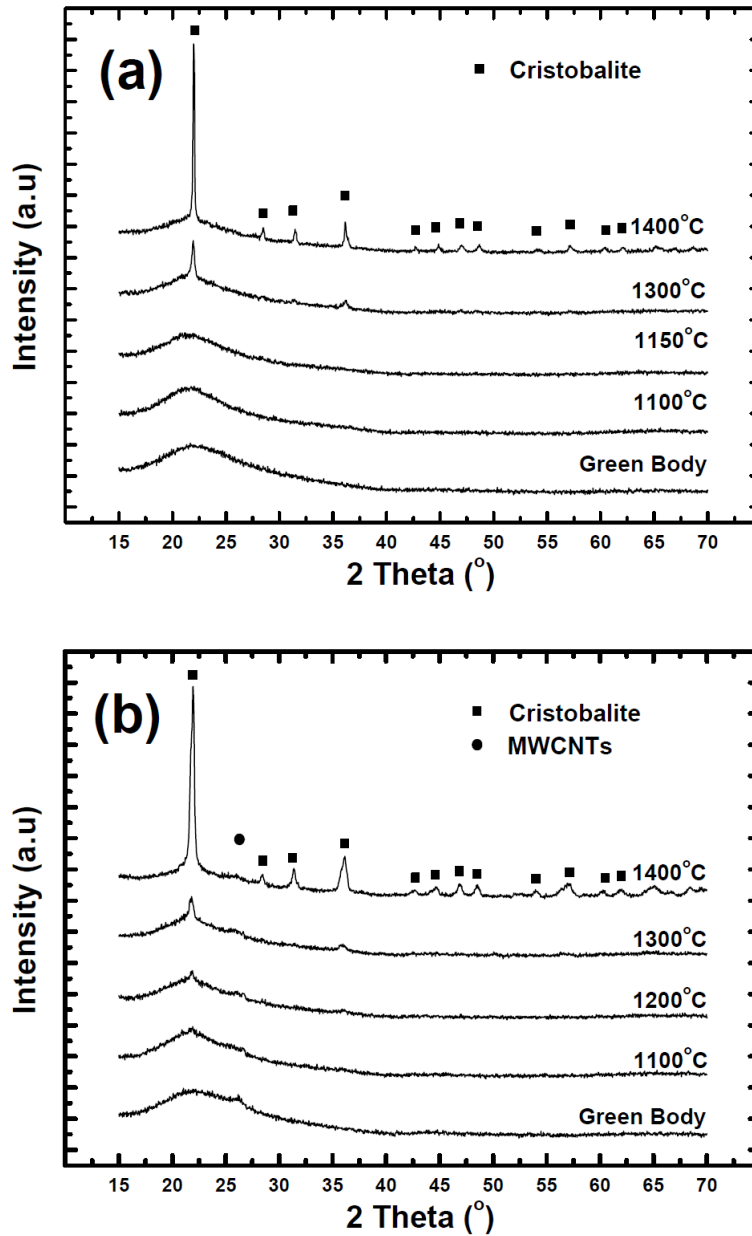 (a)
■ Cristobalite
1400°C
1300°C
1150°C
1100°C
Green Body
Intensity (a.u)
15 20 25 30 35 40 45 50 55 60 65 70
2 Theta (°)
(b)
■ Cristobalite
● MWCNTs
1400°C
1300°C
1200°C
1100°C
Green Body
Intensity (a.u)
15 20 25 30 35 40 45 50 55 60 65 70
2 Theta (°)